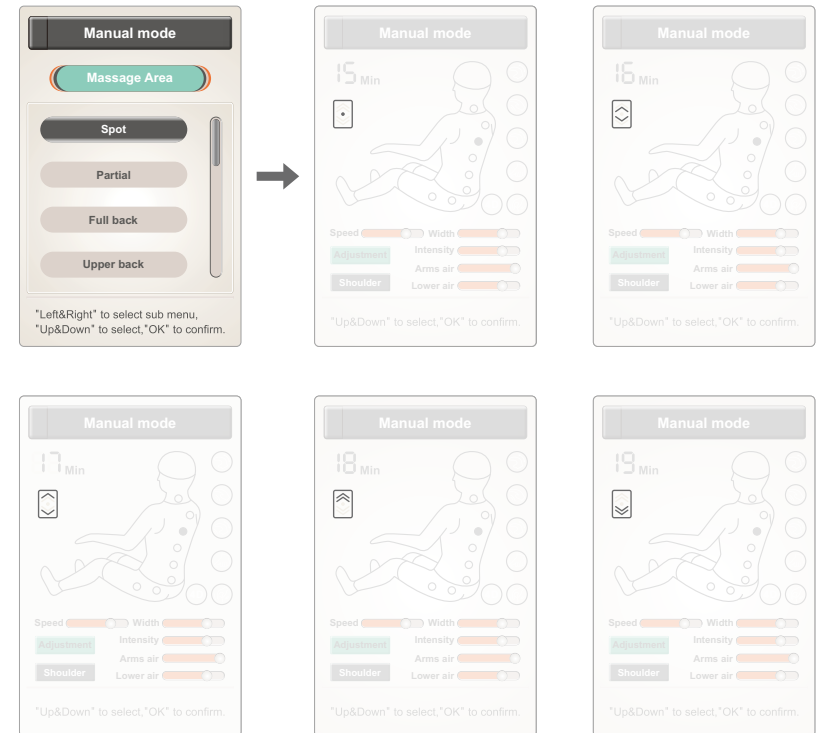 Manual mode
Massage Area
Spot
Partial
Full back
Upper back
"Left&Right" to select sub menu,
"Up&Down" to select,"OK" to confirm.
Manual mode
15 Min
Speed Width
Adjustment Intensity
Arms air
Shoulder Lower air
"Up&Down" to select,"OK" to confirm.
Manual mode
16 Min
Speed Width
Adjustment Intensity
Arms air
Shoulder Lower air
"Up&Down" to select,"OK" to confirm.
Manual mode
17 Min
Speed Width
Adjustment Intensity
Arms air
Shoulder Lower air
"Up&Down" to select,"OK" to confirm.
Manual mode
18 Min
Speed Width
Adjustment Intensity
Arms air
Shoulder Lower air
"Up&Down" to select,"OK" to confirm.
Manual mode
19 Min
Speed Width
Adjustment Intensity
Arms air
Shoulder Lower air
"Up&Down" to select,"OK" to confirm.